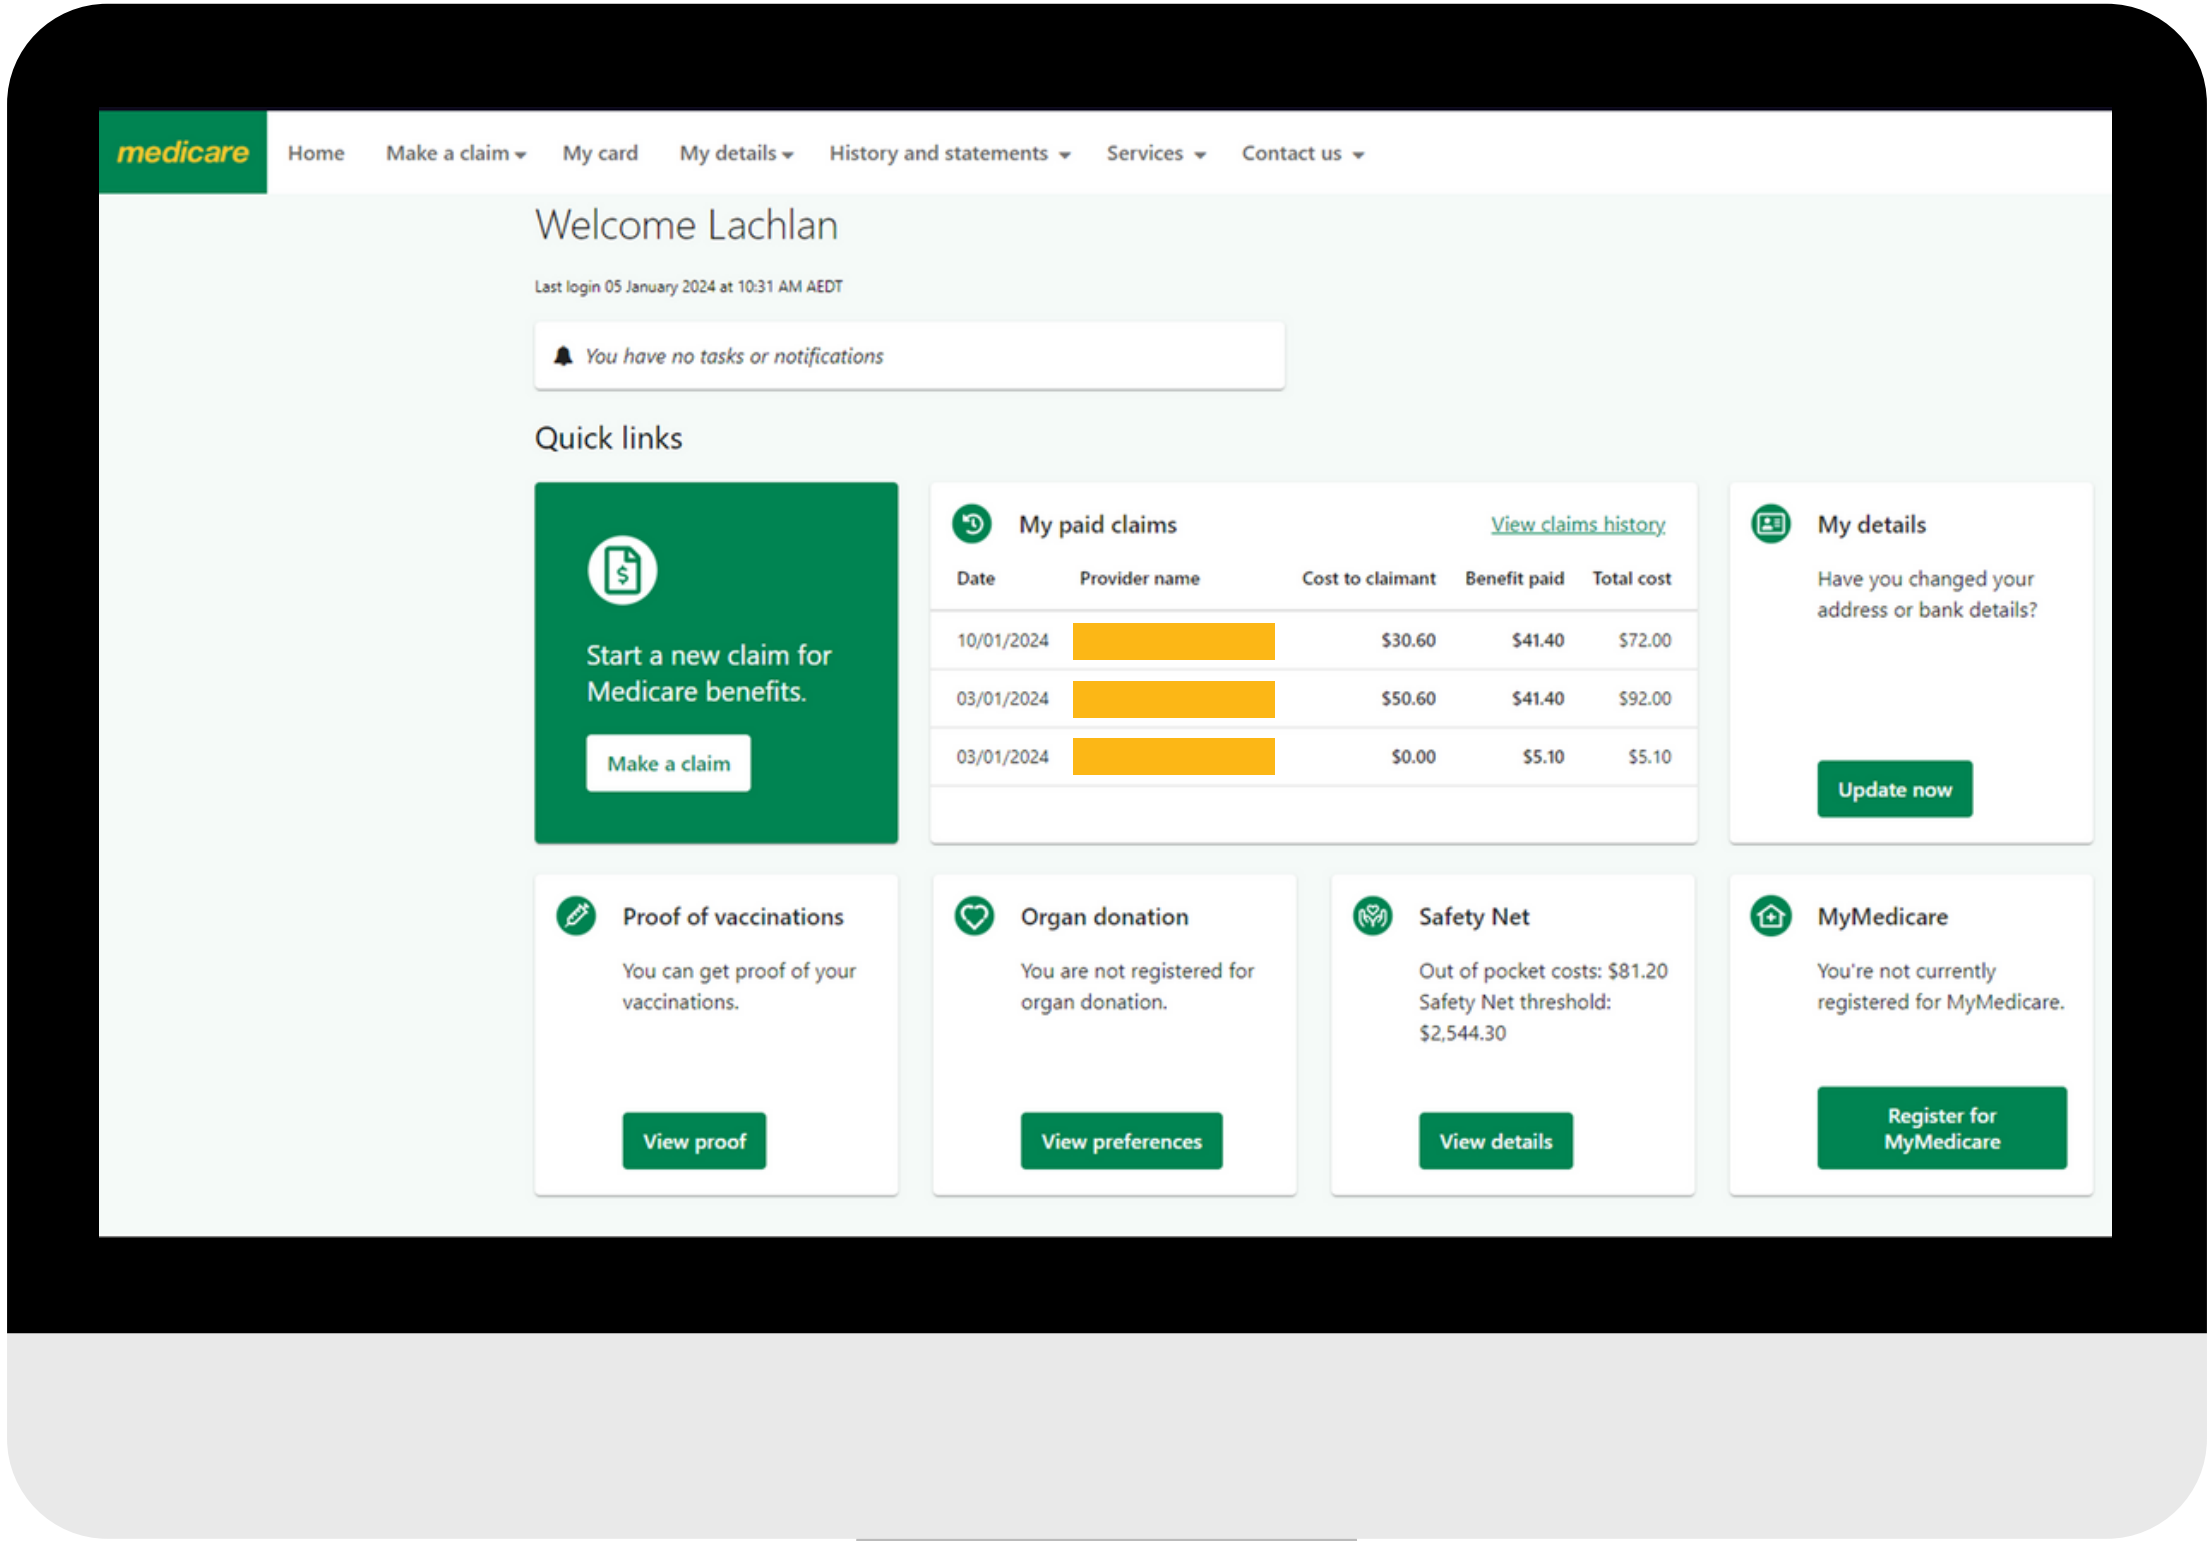 medicare Home Make a claim My card My details History and statements Services Contact us
Welcome Lachlan
Last login 05 January 2024 at 10:31 AM AEDT
You have no tasks or notifications
Quick links
Start a new claim for
Medicare benefits.
Make a claim
My paid claims View claims history
Date Provider name Cost to claimant Benefit paid Total cost
10/01/2024 $30.60 $41.40 $72.00
03/01/2024 $50.60 $41.40 $92.00
03/01/2024 $0.00 $5.10 $5.10
My details
Have you changed your
address or bank details?
Update now
Proof of vaccinations
You can get proof of your
vaccinations.
View proof
Organ donation
You are not registered for
organ donation.
View preferences
Safety Net
Out of pocket costs: $81.20
Safety Net threshold:
$2,544.30
View details
MyMedicare
You're not currently
registered for MyMedicare.
Register for
MyMedicare